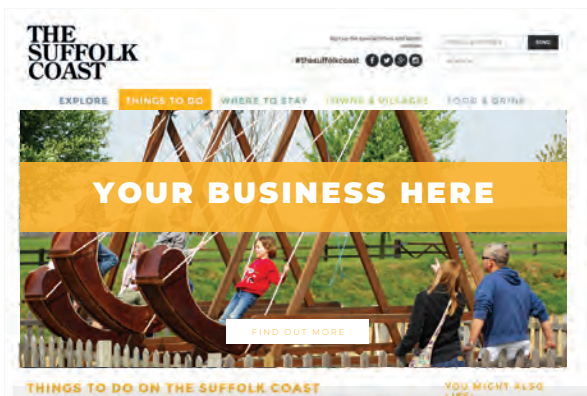 THE
SUFFOLK
COAST
#thesuffolkcoast
EXPLORE THINGS TO DO WHERE TO STAY TOWNS & VILLAGES FOOD & DRINK
YOUR BUSINESS HERE
FIND OUT MORE
THINGS TO DO ON THE SUFFOLK COAST
YOU MIGHT ALSO
LIKE